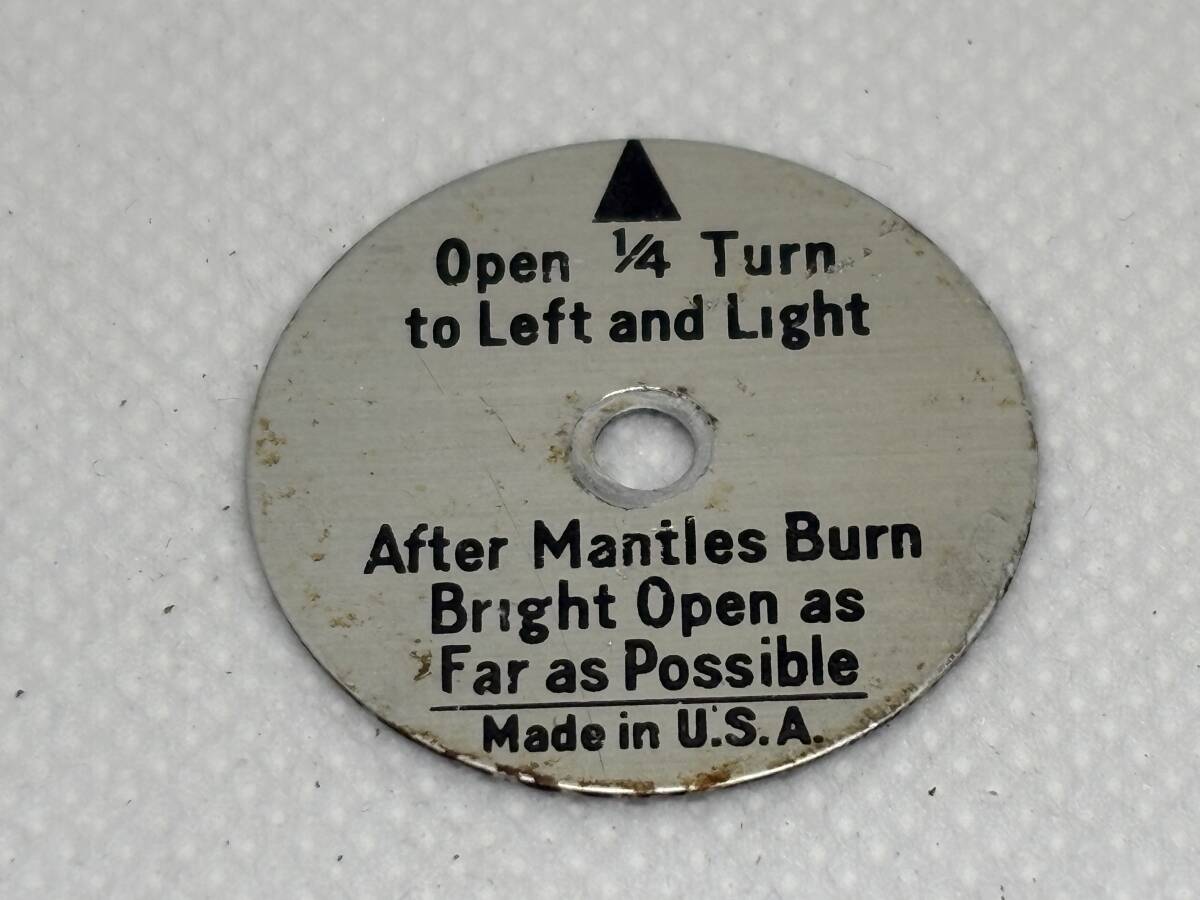 Open ¼ Turn
to Left and Light
After Mantles Burn
Bright Open as
Far as Possible
Made in U.S.A.